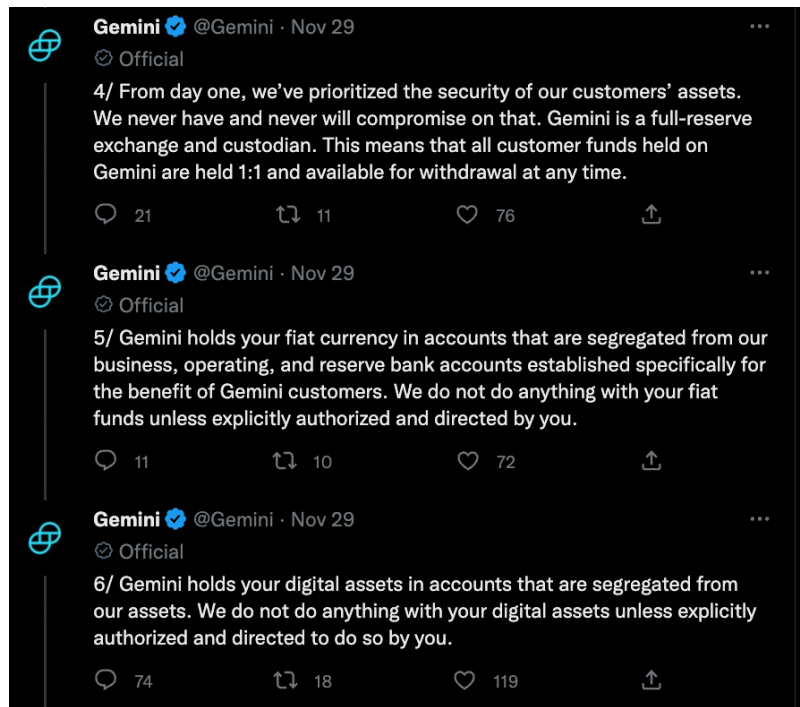 Gemini @Gemini · Nov 29
Official
4/ From day one, we’ve prioritized the security of our customers’ assets.
We never have and never will compromise on that. Gemini is a full-reserve
exchange and custodian. This means that all customer funds held on
Gemini are held 1:1 and available for withdrawal at any time.
21 11 76
Gemini @Gemini · Nov 29
Official
5/ Gemini holds your fiat currency in accounts that are segregated from our
business, operating, and reserve bank accounts established specifically for
the benefit of Gemini customers. We do not do anything with your fiat
funds unless explicitly authorized and directed by you.
11 10 72
Gemini @Gemini · Nov 29
Official
6/ Gemini holds your digital assets in accounts that are segregated from
our assets. We do not do anything with your digital assets unless explicitly
authorized and directed to do so by you.
74 18 119